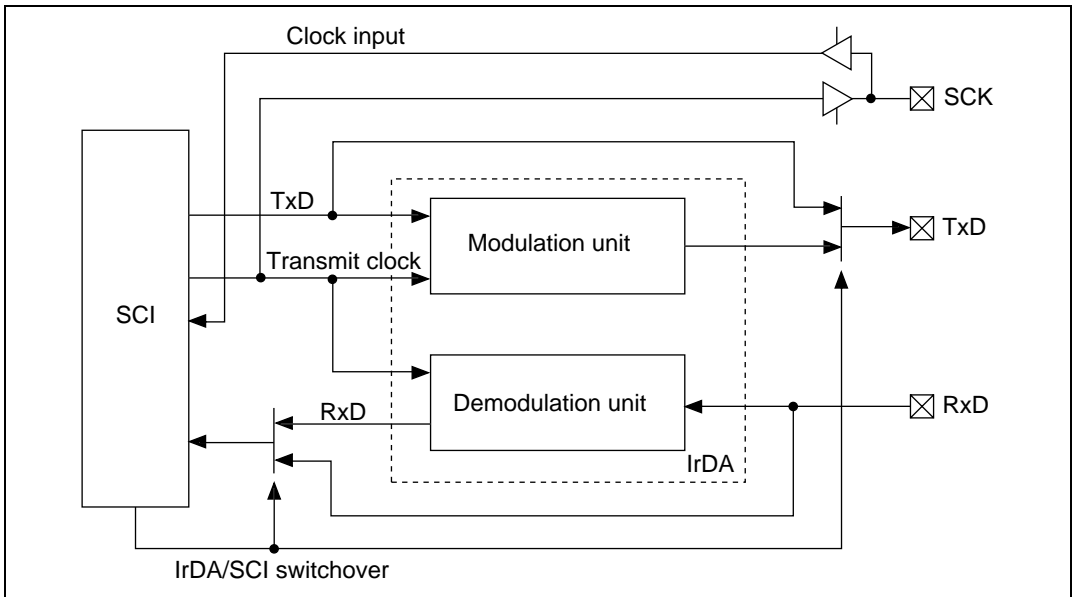 Clock input
SCK
TxD
Modulation unit
TxD
Transmit clock
SCI
RxD
Demodulation unit
RxD
IrDA
IrDA/SCI switchover